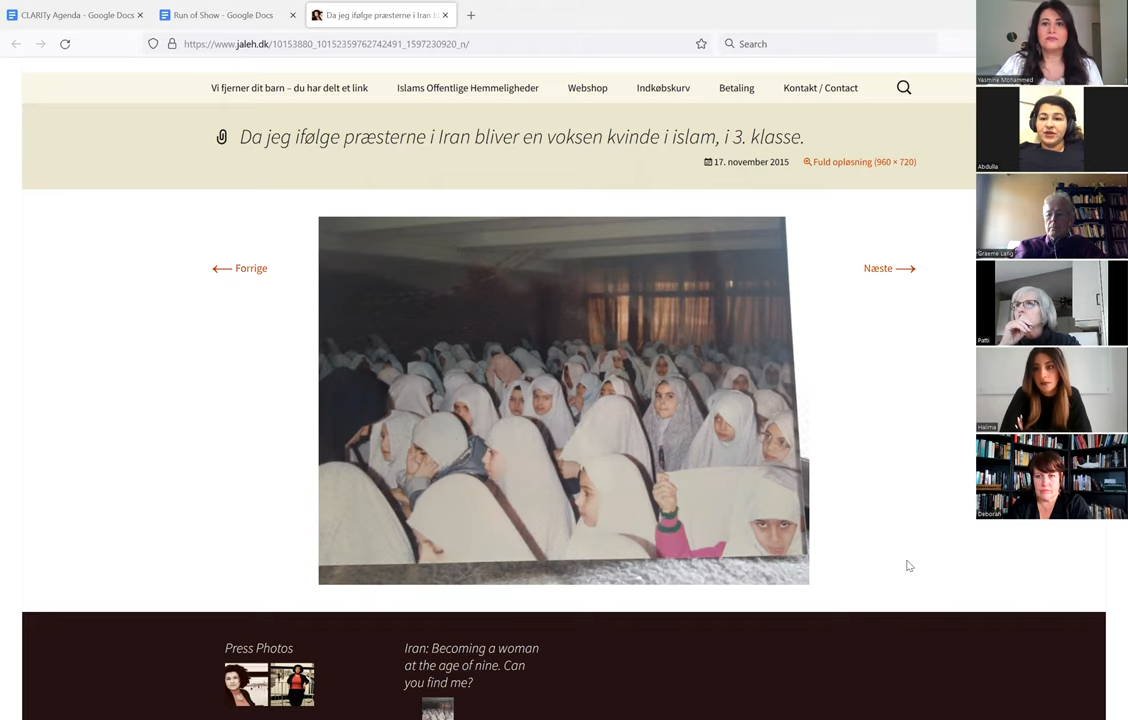 CLARITy Agenda - Google Docs
Run of Show - Google Docs
Da jeg ifølge præsterne i Iran bl
https://www.jaleh.dk/10153880_10152359762742491_1597230920_n/
Search
Vi fjerner dit barn – du har delt et link
Islams Offentlige Hemmeligheder
Webshop
Indkøbskurv
Betaling
Kontakt / Contact
Da jeg ifølge præsterne i Iran bliver en voksen kvinde i islam, i 3. klasse.
17. november 2015
Fuld opløsning (960 × 720)
← Forrige
Næste →
Press Photos
Iran: Becoming a woman
at the age of nine. Can
you find me?
Yasmine Mohammed
Abdulla
Graeme Lang
Patti
Halima
Deborah